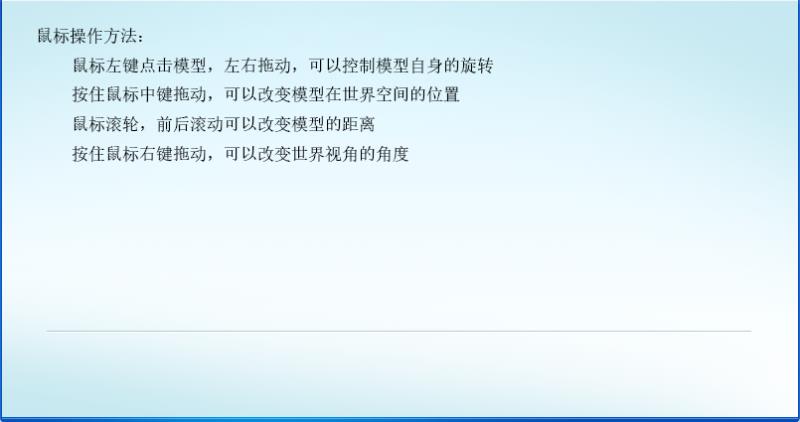 鼠标操作方法：
鼠标左键点击模型，左右拖动，可以控制模型自身的旋转
按住鼠标中键拖动，可以改变模型在世界空间的位置
鼠标滚轮，前后滚动可以改变模型的距离
按住鼠标右键拖动，可以改变世界视角的角度